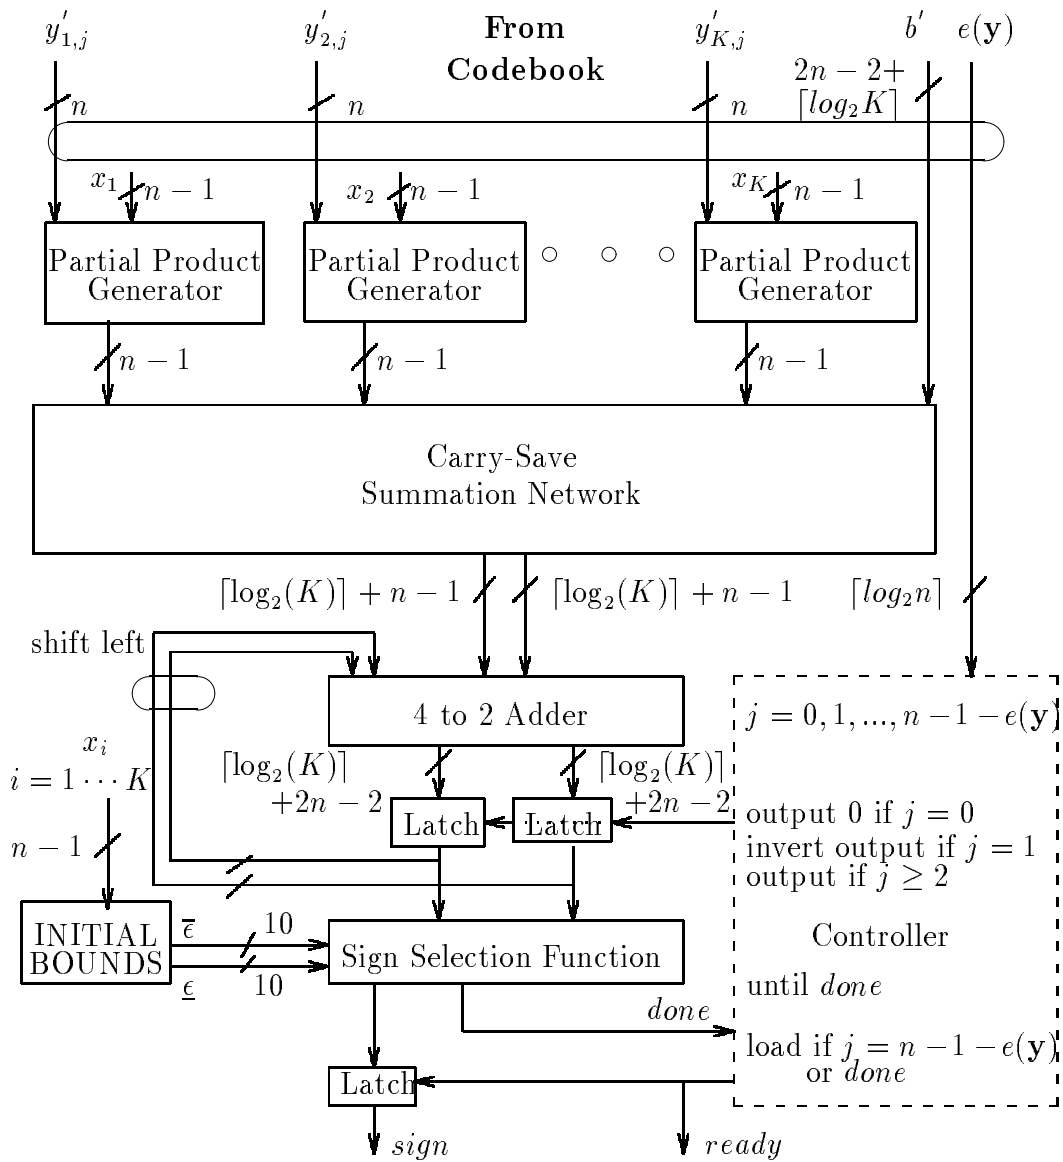 y′₁,ⱼ y′₂,ⱼ From y′_K,ⱼ b′ e(y)
Codebook
2n − 2+
n n n ⌈log₂K⌉
x₁ n − 1 x₂ n − 1 x_K n − 1
Partial Product
Generator
Partial Product
Generator
Partial Product
Generator
n − 1 n − 1 n − 1
Carry-Save
Summation Network
⌈log₂(K)⌉ + n − 1 ⌈log₂(K)⌉ + n − 1 ⌈log₂n⌉
shift left
4 to 2 Adder
j = 0, 1, ..., n − 1 − e(y)
xᵢ
i = 1 ⋯ K
⌈log₂(K)⌉
+2n − 2
⌈log₂(K)⌉
+2n − 2
Latch Latch
output 0 if j = 0
invert output if j = 1
output if j ≥ 2
n − 1
INITIAL
BOUNDS
ϵ̅ 10
ϵ̲ 10
Sign Selection Function
Controller
until done
done
load if j = n − 1 − e(y)
or done
Latch
sign ready